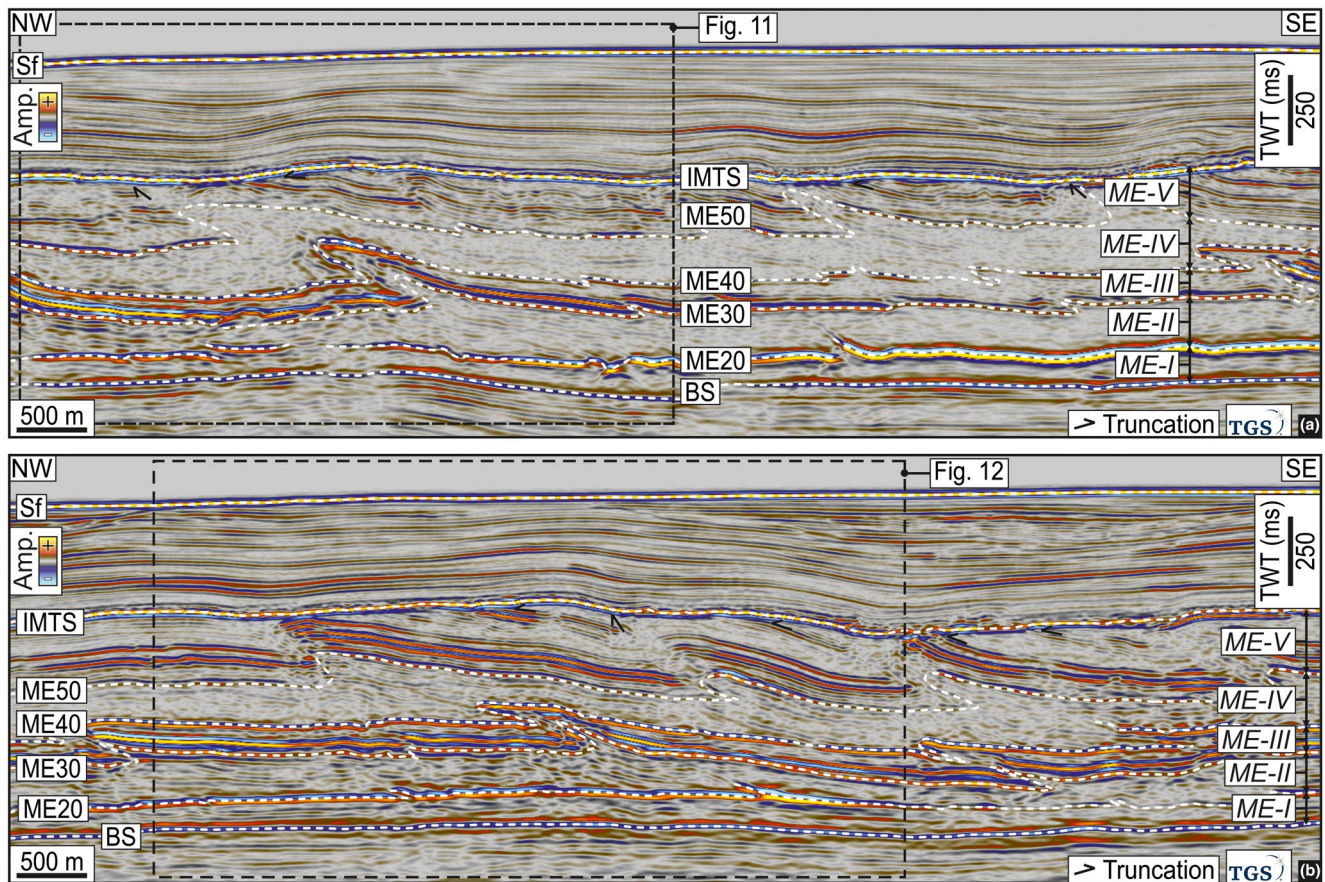 NW
Fig. 11
SE
Sf
Amp.
+
-
TWT (ms)
250
IMTS
ME50
ME40
ME30
ME20
BS
ME-V
ME-IV
ME-III
ME-II
ME-I
500 m
Truncation
TGS
(a)
NW
Fig. 12
SE
Sf
Amp.
+
-
TWT (ms)
250
IMTS
ME50
ME40
ME30
ME20
BS
ME-V
ME-IV
ME-III
ME-II
ME-I
500 m
Truncation
TGS
(b)